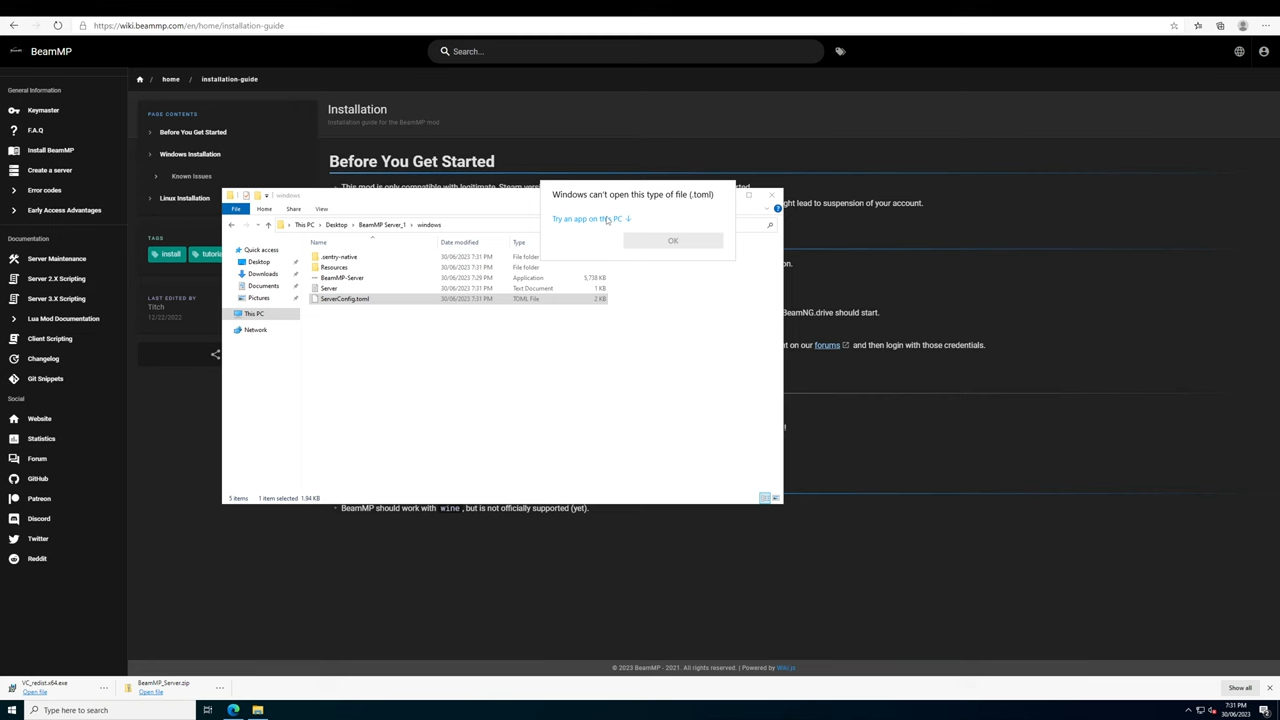 https://wiki.beammp.com/en/home/installation-guide
BeamMP
Search...
General Information
Keymaster
F.A.Q
Install BeamMP
Create a server
Error codes
Early Access Advantages
Documentation
Server Maintenance
Server 2.X Scripting
Server 3.X Scripting
Lua Mod Documentation
Client Scripting
Changelog
Git Snippets
Social
Website
Statistics
Forum
GitHub
Patreon
Discord
Twitter
Reddit
/ home / installation-guide
PAGE CONTENTS
Before You Get Started
Windows Installation
Known Issues
Linux Installation
TAGS
install
LAST EDITED BY
Titch
12/22/2022
Installation
Installation guide for the BeamMP mod
Before You Get Started
lead to suspension of your account.
BeamNG.drive should start.
on our forums and then login with those credentials.
BeamMP should work with wine , but is not officially supported (yet).
windows
File Home Share View
This PC Desktop BeamMP Server_1 windows
Quick access
Desktop
Downloads
Documents
Pictures
This PC
Network
Name Date modified Type
.sentry-native 30/06/2023 7:31 PM File folder
Resources 30/06/2023 7:31 PM File folder
BeamMP-Server 30/06/2023 7:29 PM Application 5,738 KB
Server 30/06/2023 7:31 PM Text Document 1 KB
ServerConfig.toml 30/06/2023 7:31 PM TOML File 2 KB
5 items 1 item selected 1.94 KB
Windows can't open this type of file (.toml)
Try an app on this PC
OK
© 2023 BeamMP - 2021. All rights reserved. | Powered by Wiki.js
VC_redist.x64.exe
Open file
BeamMP_Server.zip
Open file
Show all
Type here to search
7:31 PM
30/06/2023